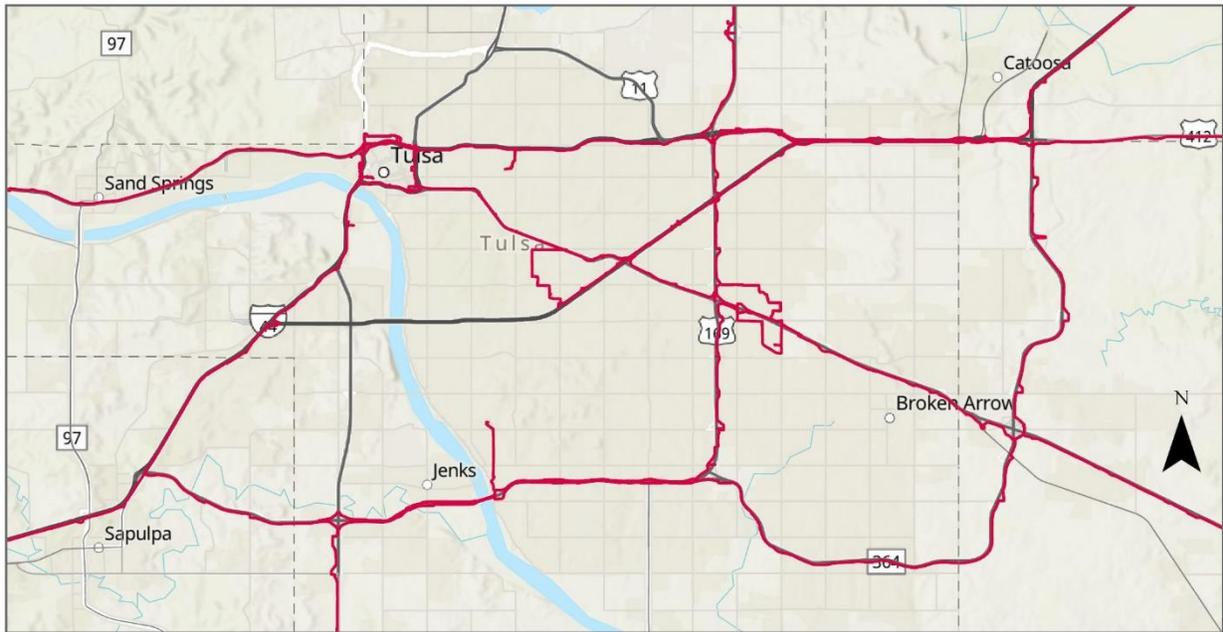 97
Catoosa
11
412
Tulsa
Sand Springs
Tulsa
44
169
Broken Arrow
N
97
Jenks
Sapulpa
364